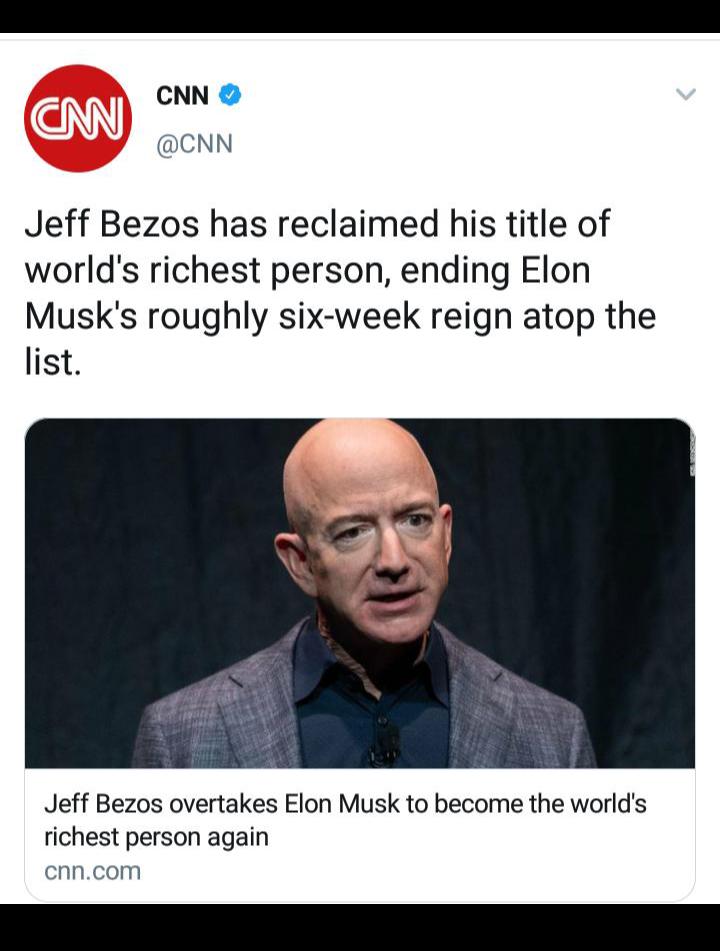 CNN
CNN
@CNN
Jeff Bezos has reclaimed his title of
world's richest person, ending Elon
Musk's roughly six-week reign atop the
list.
Jeff Bezos overtakes Elon Musk to become the world's
richest person again
cnn.com